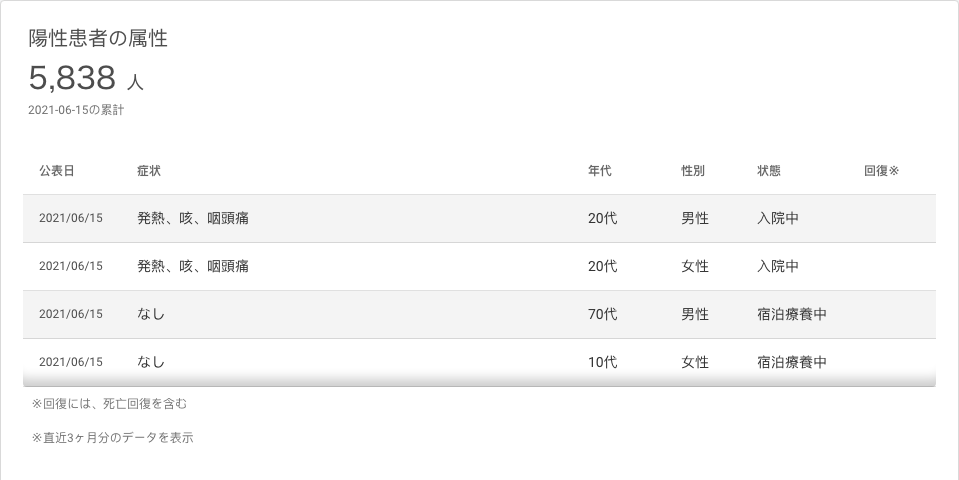 陽性患者の属性
5,838 人
2021-06-15の累計
公表日 症状 年代 性別 状態 回復※
2021/06/15 発熱、咳、咽頭痛 20代 男性 入院中
2021/06/15 発熱、咳、咽頭痛 20代 女性 入院中
2021/06/15 なし 70代 男性 宿泊療養中
2021/06/15 なし 10代 女性 宿泊療養中
※回復には、死亡回復を含む
※直近3ヶ月分のデータを表示